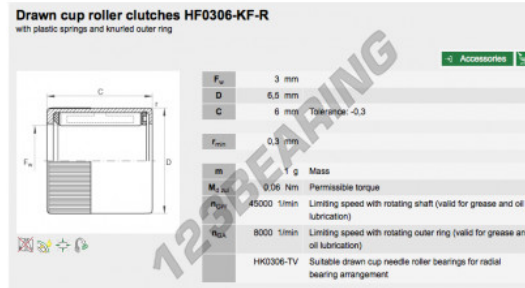 Drawn cup roller clutches HF0306-KF-R
with plastic springs and knurled outer ring
Accessories
C
r
Fw
D
Fw 3 mm
D 6,5 mm
C 6 mm Tolerance: -0,3
rmin 0,3 mm
m 1 g Mass
Md zul 0,06 Nm Permissible torque
nGW 45000 1/min Limiting speed with rotating shaft (valid for grease and oil
lubrication)
nGA 8000 1/min Limiting speed with rotating outer ring (valid for grease an
oil lubrication)
HK0306-TV Suitable drawn cup needle roller bearings for radial
bearing arrangement
123BEARING